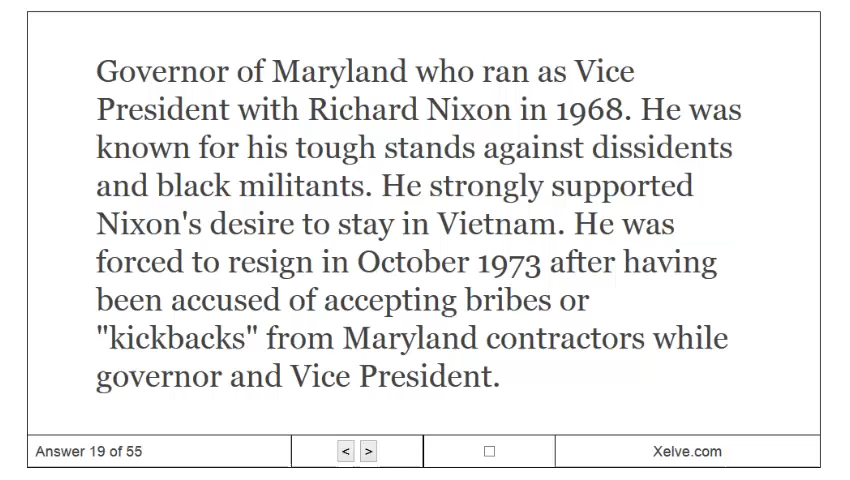 Governor of Maryland who ran as Vice
President with Richard Nixon in 1968. He was
known for his tough stands against dissidents
and black militants. He strongly supported
Nixon's desire to stay in Vietnam. He was
forced to resign in October 1973 after having
been accused of accepting bribes or
"kickbacks" from Maryland contractors while
governor and Vice President.
Answer 19 of 55 < > Xelve.com